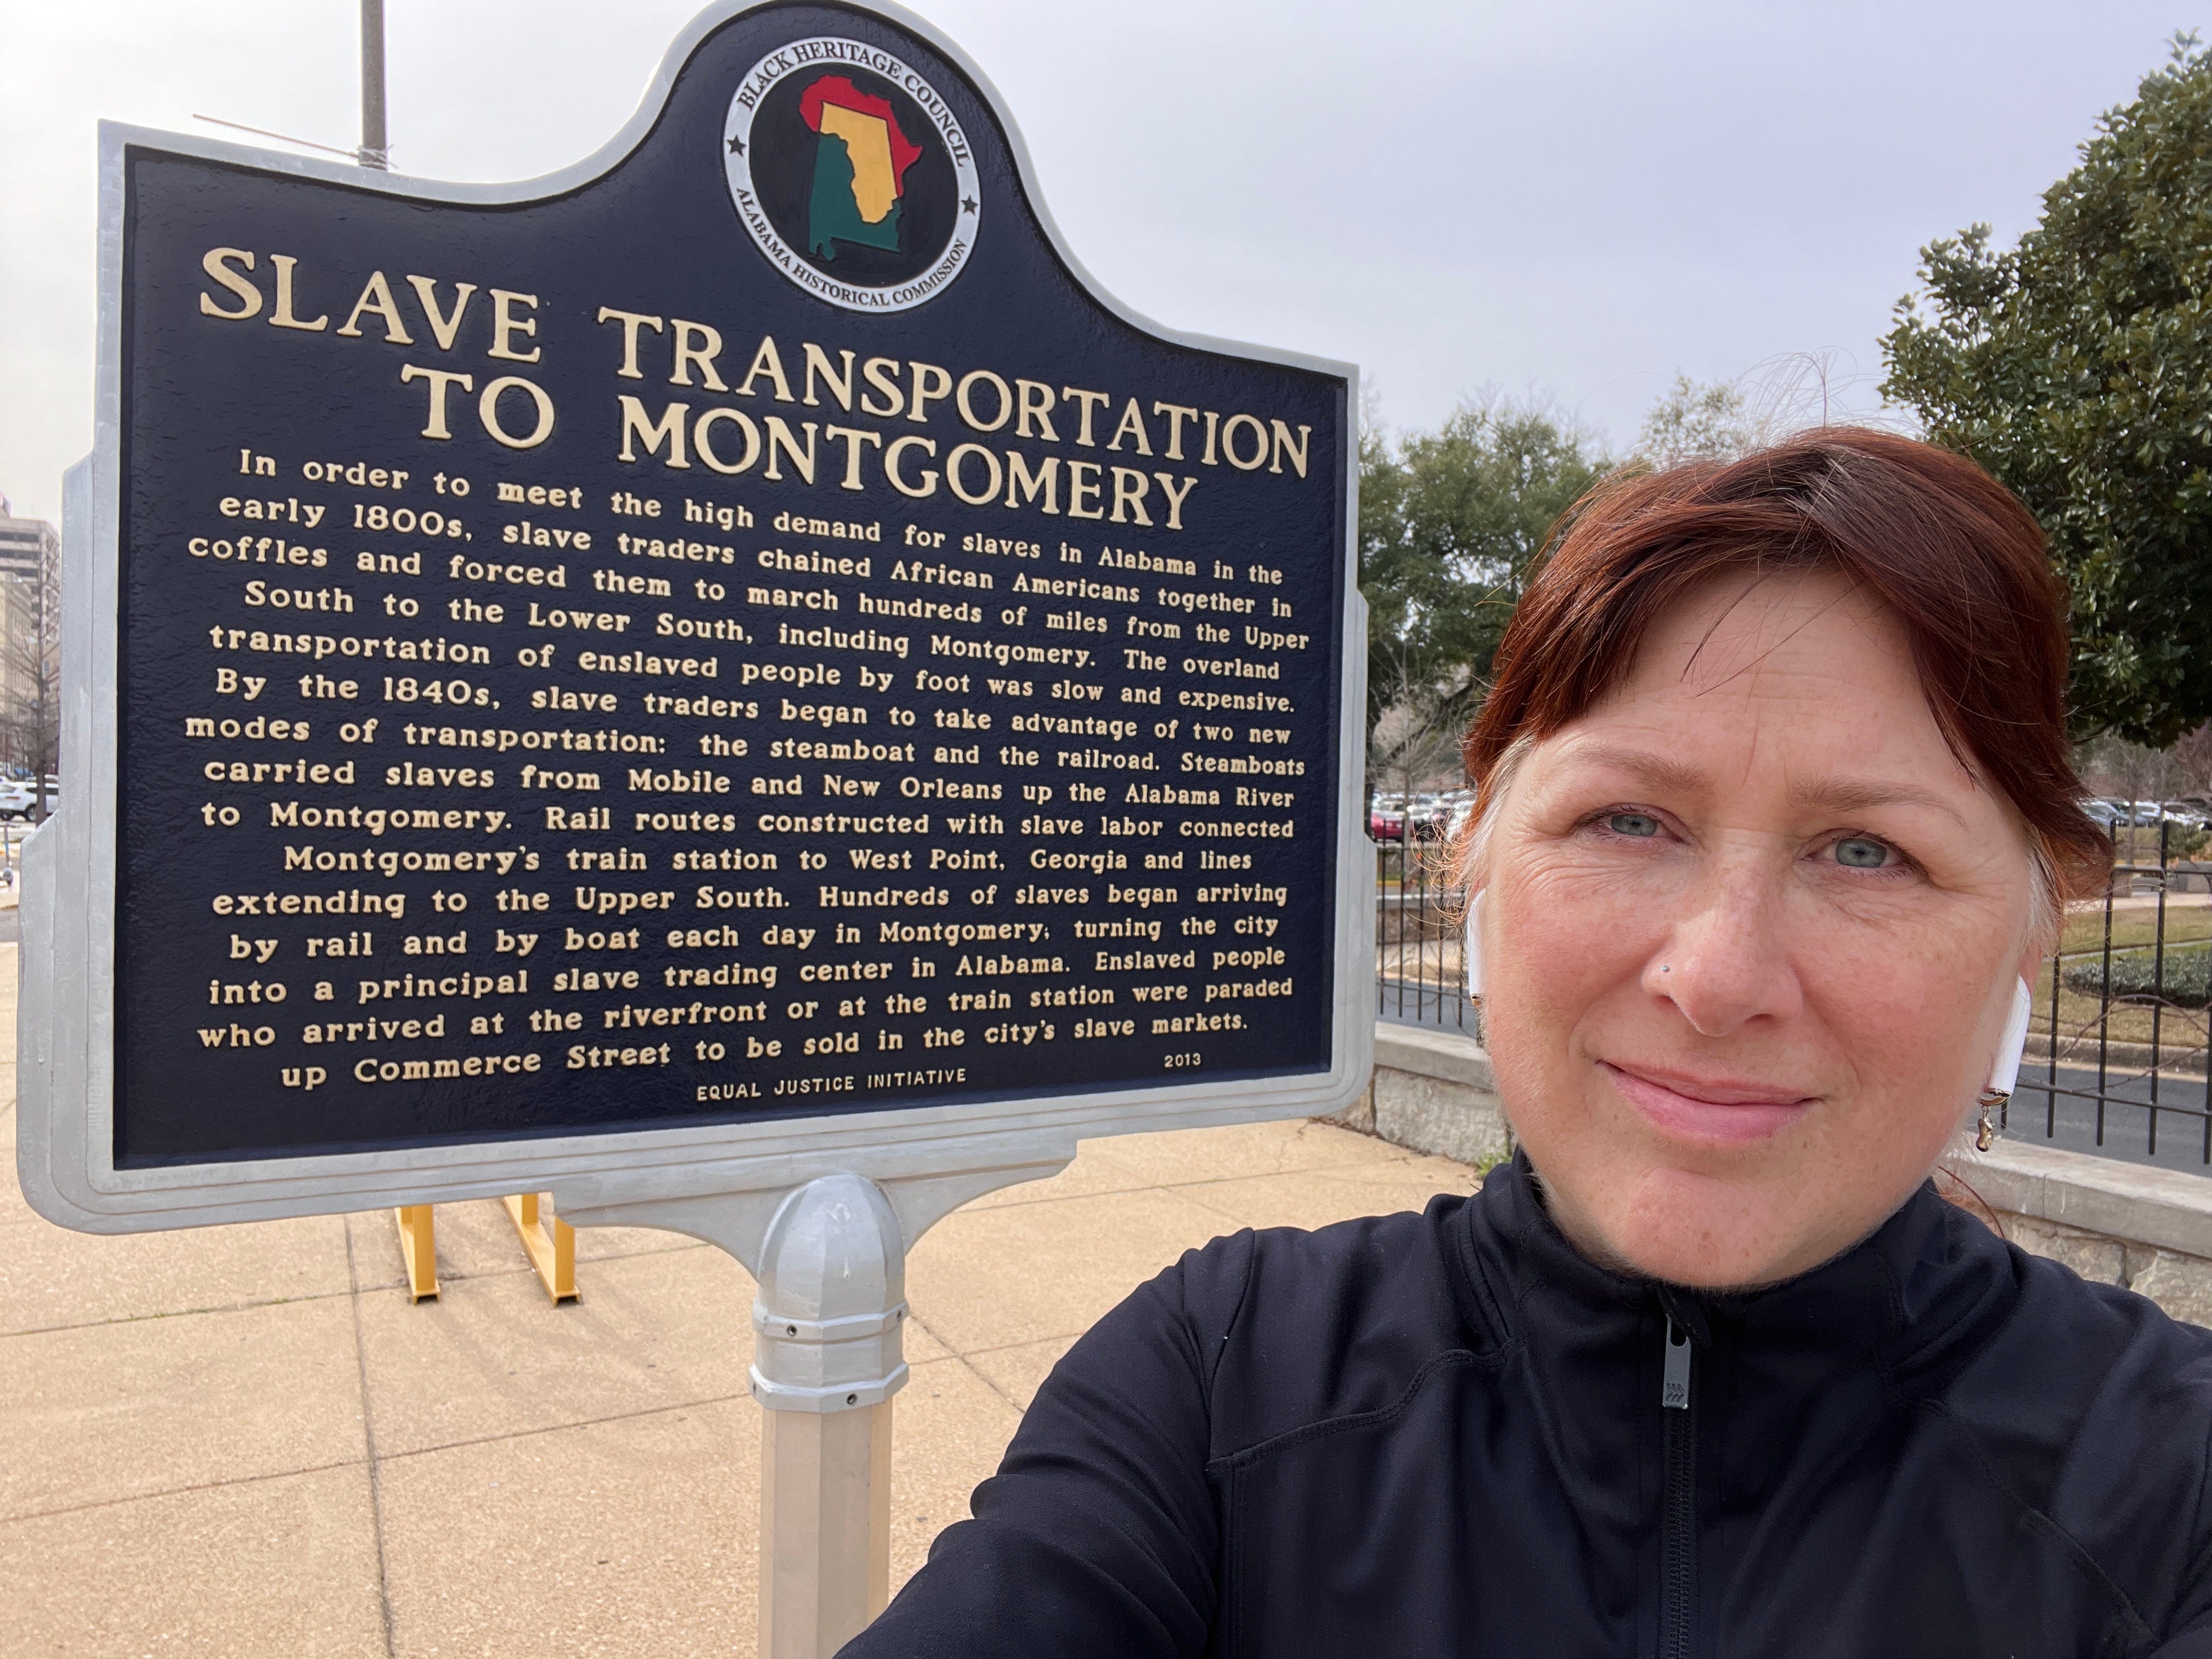 BLACK HERITAGE COUNCIL
ALABAMA HISTORICAL COMMISSION
SLAVE TRANSPORTATION
TO MONTGOMERY
In order to meet the high demand for slaves in Alabama in the
early 1800s, slave traders chained African Americans together in
coffles and forced them to march hundreds of miles from the Upper
South to the Lower South, including Montgomery. The overland
transportation of enslaved people by foot was slow and expensive.
By the 1840s, slave traders began to take advantage of two new
modes of transportation: the steamboat and the railroad. Steamboats
carried slaves from Mobile and New Orleans up the Alabama River
to Montgomery. Rail routes constructed with slave labor connected
Montgomery's train station to West Point, Georgia and lines
extending to the Upper South. Hundreds of slaves began arriving
by rail and by boat each day in Montgomery; turning the city
into a principal slave trading center in Alabama. Enslaved people
who arrived at the riverfront or at the train station were paraded
up Commerce Street to be sold in the city's slave markets.
EQUAL JUSTICE INITIATIVE 2013